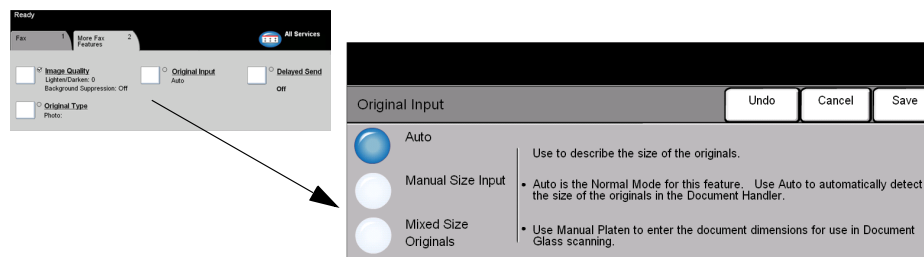 Ready
Fax 1 More Fax Features 2 All Services
Image Quality
Lighten/Darken: 0
Background Suppression: Off
Original Input
Auto
Delayed Send
Off
Original Type
Photo:
Original Input Undo Cancel Save
Auto
Use to describe the size of the originals.
Manual Size Input
• Auto is the Normal Mode for this feature. Use Auto to automatically detect
the size of the originals in the Document Handler.
Mixed Size
Originals
• Use Manual Platen to enter the document dimensions for use in Document
Glass scanning.